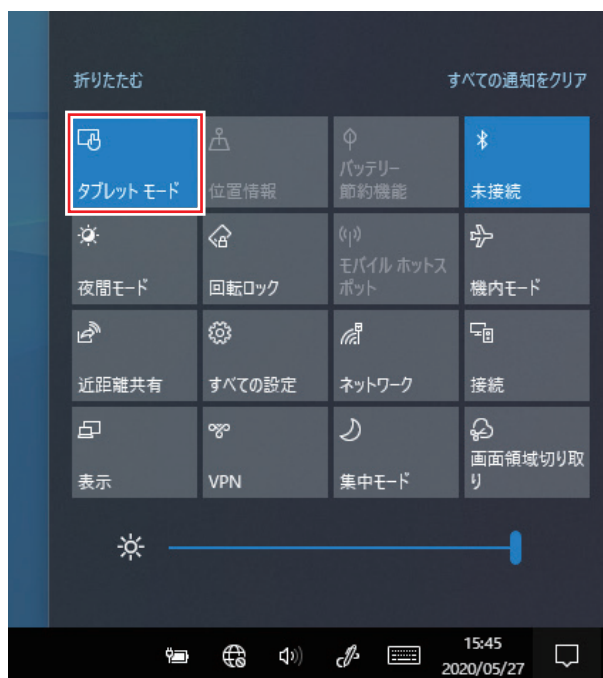 折りたたむ
すべての通知をクリア
タブレット モード
位置情報
バッテリー
節約機能
未接続
夜間モード
回転ロック
モバイル ホットス
ポット
機内モード
近距離共有
すべての設定
ネットワーク
接続
表示
VPN
集中モード
画面領域切り取
り
15:45
2020/05/27